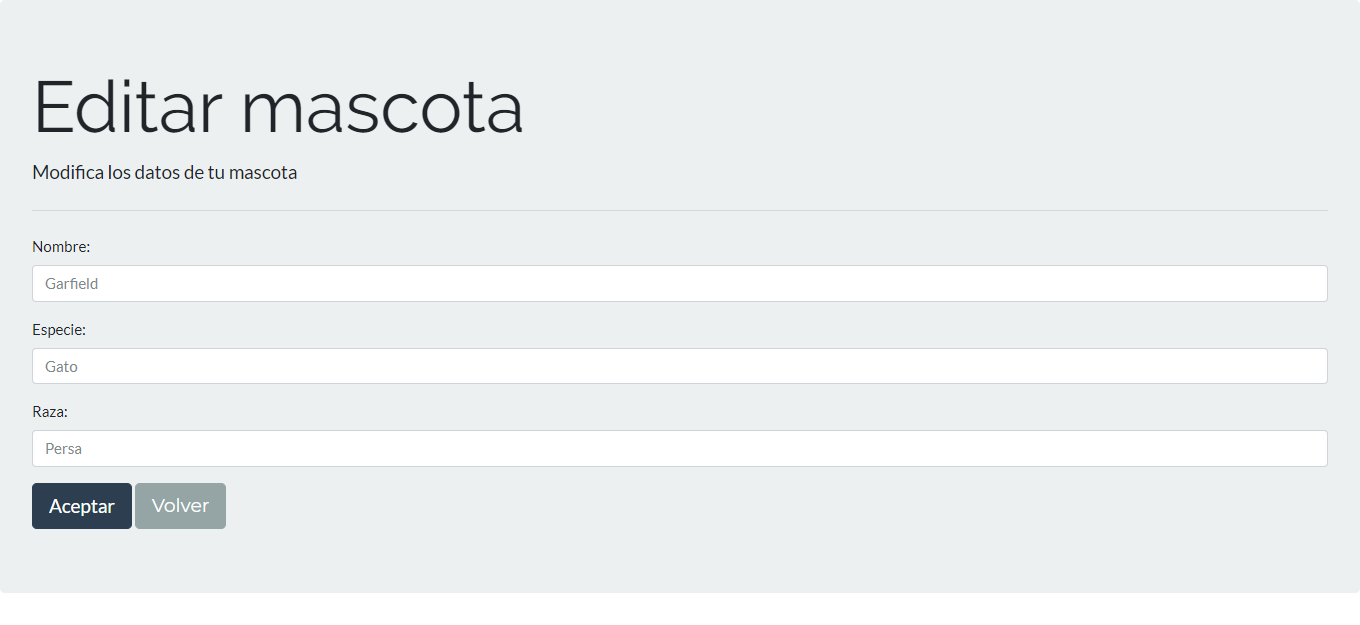 Editar mascota
Modifica los datos de tu mascota
Nombre:
Garfield
Especie:
Gato
Raza:
Persa
Aceptar Volver